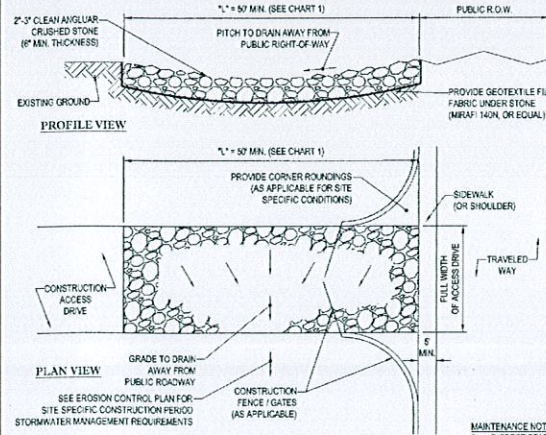 "L" = 50' MIN. (SEE CHART 1)
PUBLIC R.O.W.
2"-3" CLEAN ANGLUAR
CRUSHED STONE
(6" MIN. THICKNESS)
PITCH TO DRAIN AWAY FROM
PUBLIC RIGHT-OF-WAY
EXISTING GROUND
PROVIDE GEOTEXTILE
FABRIC UNDER STONE
(MIRAFI 140N, OR EQUAL)
PROFILE VIEW
"L" = 50' MIN. (SEE CHART 1)
PROVIDE CORNER ROUNDINGS
(AS APPLICABLE FOR SITE
SPECIFIC CONDITIONS)
SIDEWALK
(OR SHOULDER)
CONSTRUCTION
ACCESS
DRIVE
FULL WIDTH
OF ACCESS DRIVE
TRAVELED
WAY
5'
MIN.
GRADE TO DRAIN
AWAY FROM
PUBLIC ROADWAY
PLAN VIEW
SEE EROSION CONTROL PLAN FOR
SITE SPECIFIC CONSTRUCTION PERIOD
STORMWATER MANAGEMENT REQUIREMENTS
CONSTRUCTION
FENCE / GATES
(AS APPLICABLE)
MAINTENANCE